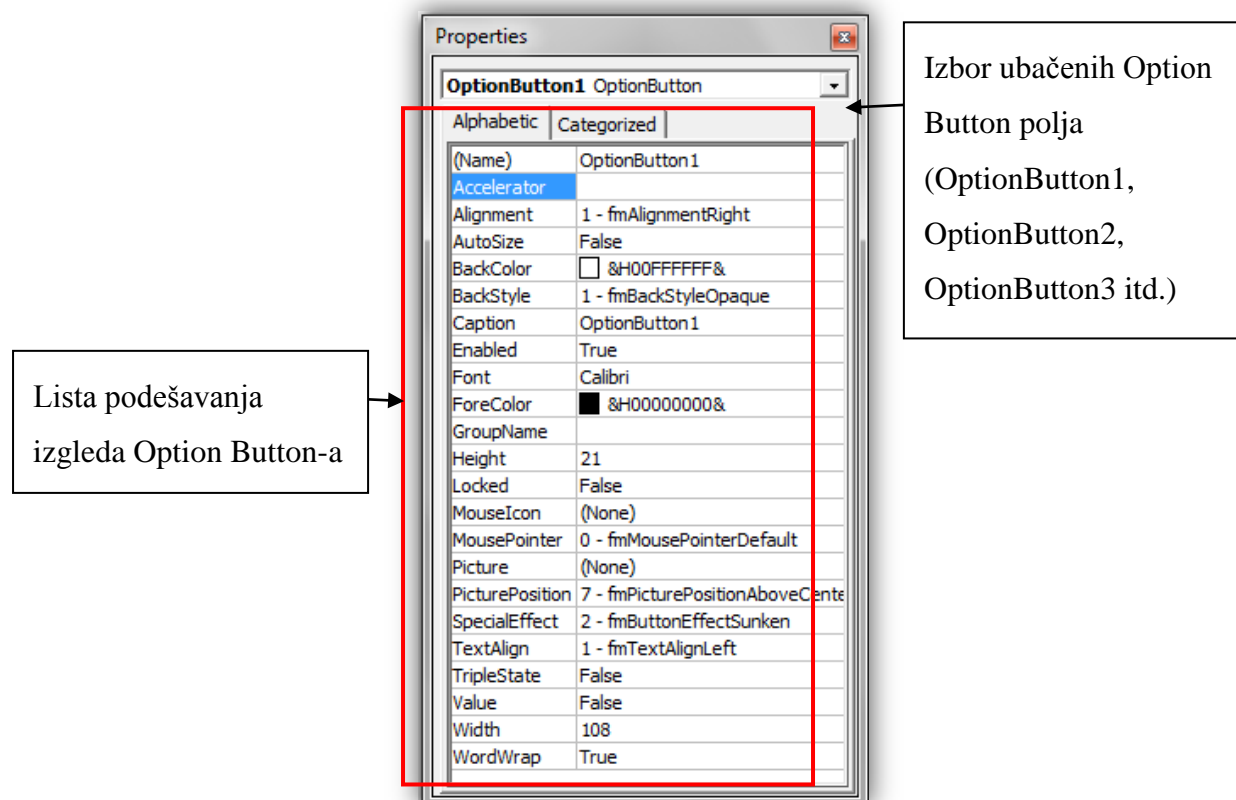 Properties
OptionButton1 OptionButton
Alphabetic Categorized
(Name) OptionButton1
Accelerator
Alignment 1 - fmAlignmentRight
AutoSize False
BackColor &H00FFFFFF&
BackStyle 1 - fmBackStyleOpaque
Caption OptionButton1
Enabled True
Font Calibri
ForeColor &H00000000&
GroupName
Height 21
Locked False
MouseIcon (None)
MousePointer 0 - fmMousePointerDefault
Picture (None)
PicturePosition 7 - fmPicturePositionAboveCente
SpecialEffect 2 - fmButtonEffectSunken
TextAlign 1 - fmTextAlignLeft
TripleState False
Value False
Width 108
WordWrap True
Izbor ubačenih Option
Button polja
(OptionButton1,
OptionButton2,
OptionButton3 itd.)
Lista podešavanja
izgleda Option Button-a